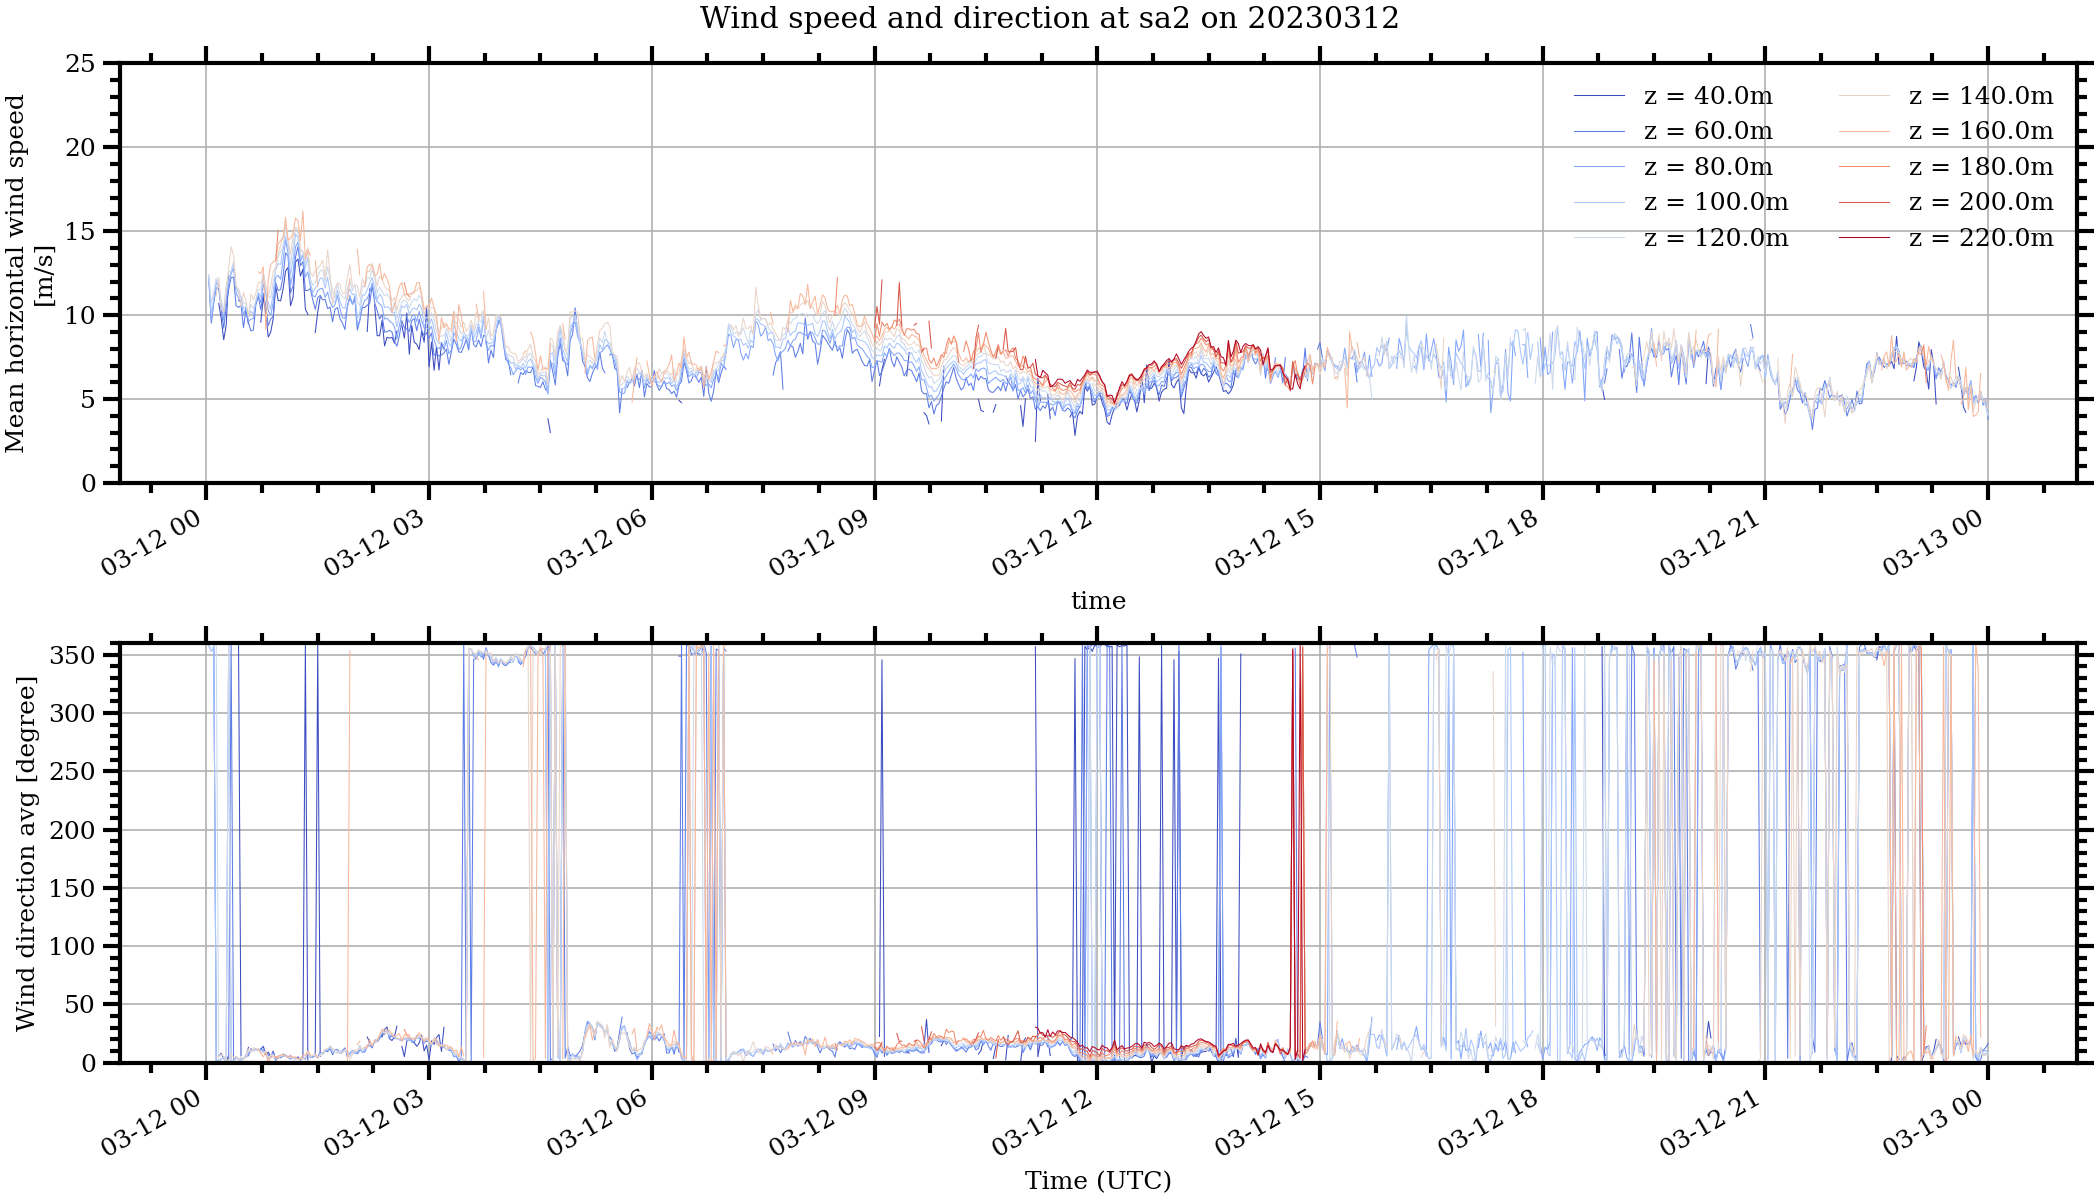 Wind speed and direction at sa2 on 20230312
Mean horizontal wind speed
[m/s]
25
20
15
10
5
0
z = 40.0m
z = 60.0m
z = 80.0m
z = 100.0m
z = 120.0m
z = 140.0m
z = 160.0m
z = 180.0m
z = 200.0m
z = 220.0m
03-12 00
03-12 03
03-12 06
03-12 09
03-12 12
03-12 15
03-12 18
03-12 21
03-13 00
time
Wind direction avg [degree]
350
300
250
200
150
100
50
0
03-12 00
03-12 03
03-12 06
03-12 09
03-12 12
03-12 15
03-12 18
03-12 21
03-13 00
Time (UTC)